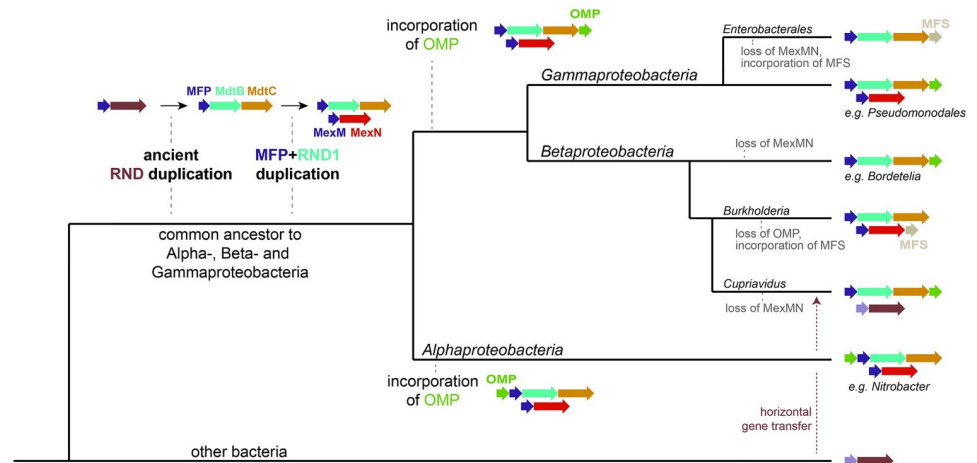 incorporation
of OMP
OMP
Enterobacterales
MFS
loss of MexMN,
incorporation of MFS
Gammaproteobacteria
e.g. Pseudomonodales
MFP MdtB MdtC
MexM MexN
ancient
RND duplication
MFP+RND1
duplication
Betaproteobacteria
loss of MexMN
e.g. Bordetelia
Burkholderia
loss of OMP,
incorporation of MFS
MFS
common ancestor to
Alpha-, Beta- and
Gammaproteobacteria
Cupriavidus
loss of MexMN
Alphaproteobacteria
incorporation
of OMP
OMP
e.g. Nitrobacter
horizontal
gene transfer
other bacteria